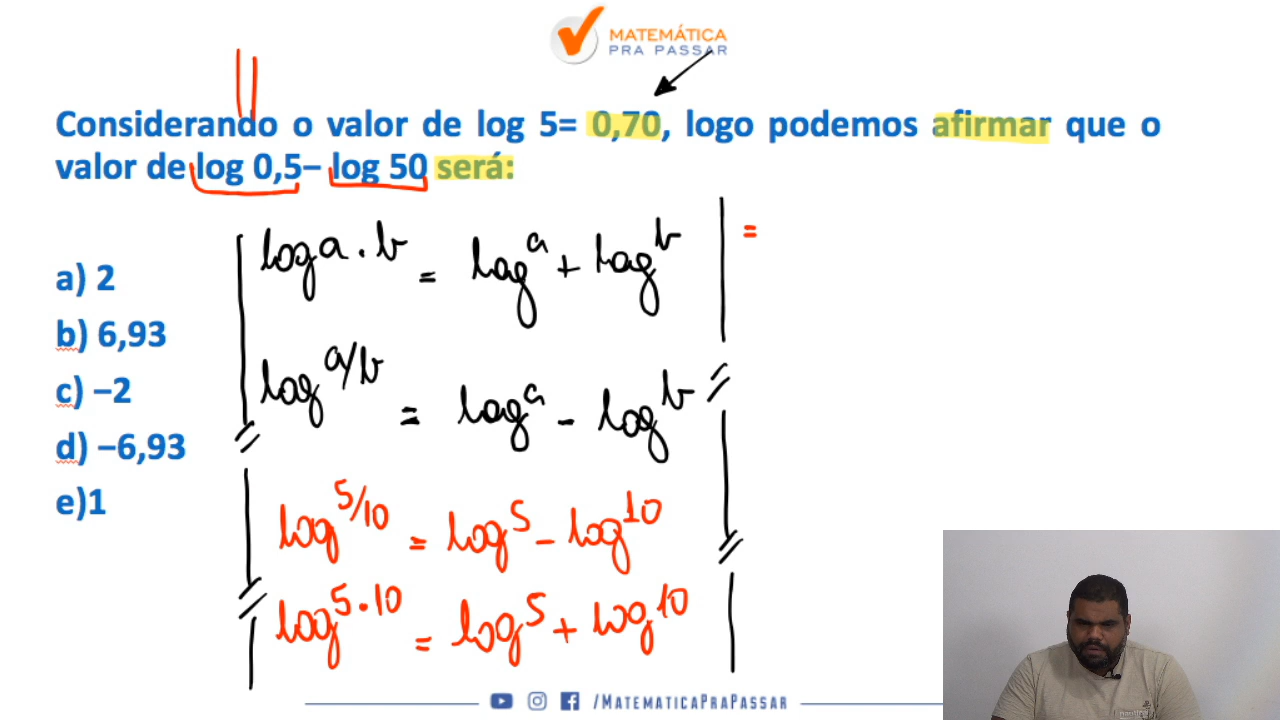 MATEMÁTICA
PRA PASSAR
Considerando o valor de log 5= 0,70, logo podemos afirmar que o
valor de log 0,5– log 50 será:
a) 2
b) 6,93
c) –2
d) –6,93
e)1
log a . b = log a + log b
log a/b = log a - log b
log 5/10 = log 5 - log 10
log 5 . 10 = log 5 + log 10
=
/MATEMATICAPRAPASSAR